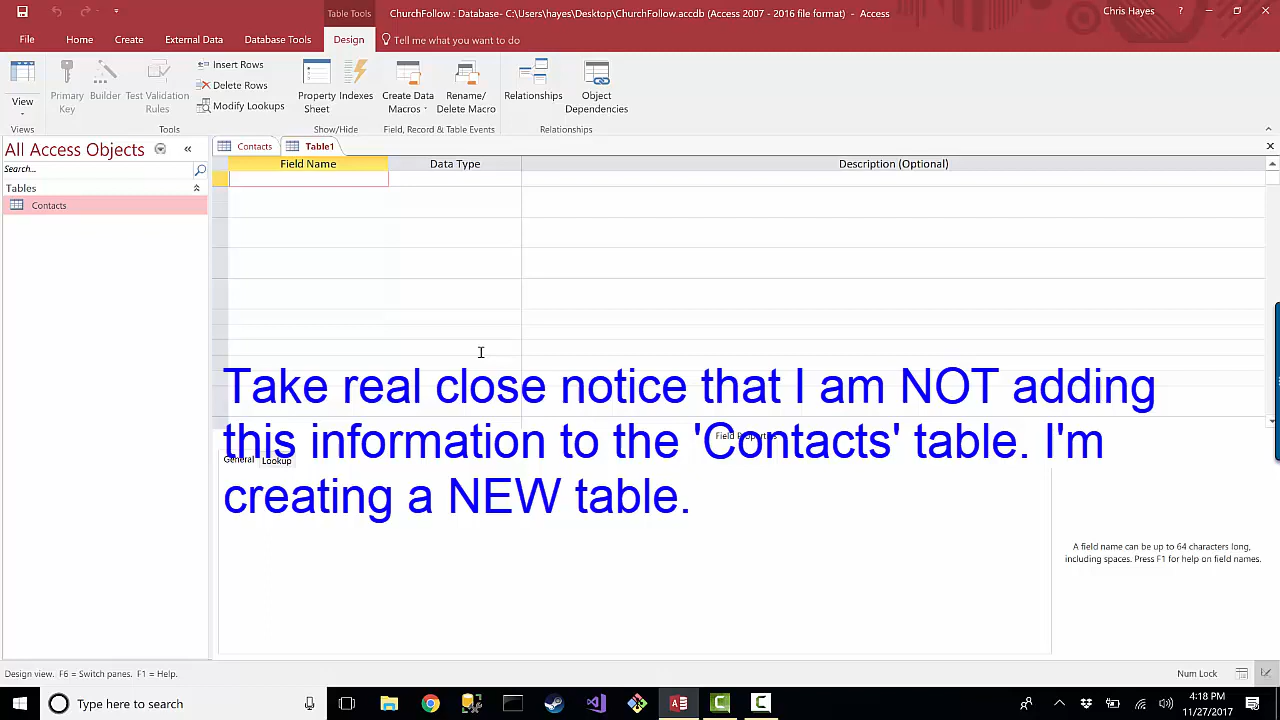 Table Tools
ChurchFollow : Database- C:\Users\hayes\Desktop\ChurchFollow.accdb (Access 2007 - 2016 file format) - Access
Chris Hayes
?
File
Home
Create
External Data
Database Tools
Design
Tell me what you want to do
View
Primary
Key
Builder
Test Validation
Rules
Insert Rows
Delete Rows
Modify Lookups
Property
Sheet
Indexes
Create Data
Macros
Rename/
Delete Macro
Relationships
Object
Dependencies
Views
Tools
Show/Hide
Field, Record & Table Events
Relationships
All Access Objects
Search...
Tables
Contacts
Contacts
Table1
Field Name
Data Type
Description (Optional)
Take real close notice that I am NOT adding
this information to the 'Contacts' table. I'm
creating a NEW table.
Field Properties
General
Lookup
A field name can be up to 64 characters long,
including spaces. Press F1 for help on field names.
Design view. F6 = Switch panes. F1 = Help.
Num Lock
Type here to search
4:18 PM
11/27/2017